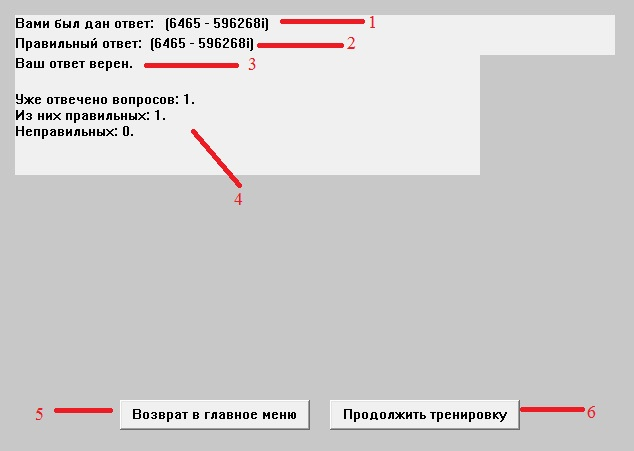 Вами был дан ответ: (6465 - 596268i) 1
Правильный ответ: (6465 - 596268i) 2
Ваш ответ верен. 3
Уже отвечено вопросов: 1.
Из них правильных: 1.
Неправильных: 0.
4
5 Возврат в главное меню Продолжить тренировку 6